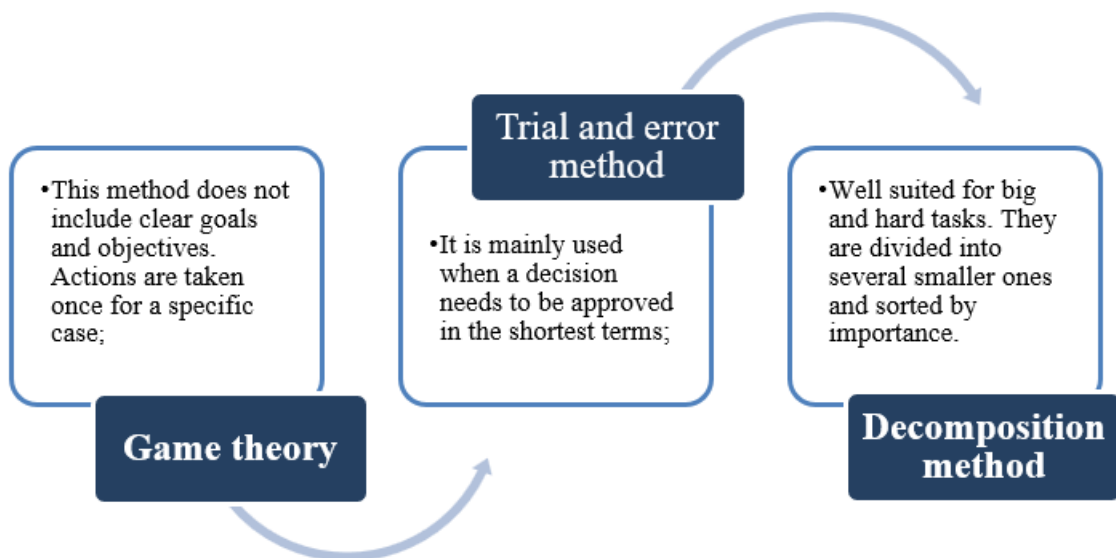 •This method does not
include clear goals
and objectives.
Actions are taken
once for a specific
case;
Game theory
Trial and error
method
•It is mainly used
when a decision
needs to be approved
in the shortest terms;
•Well suited for big
and hard tasks. They
are divided into
several smaller ones
and sorted by
importance.
Decomposition
method